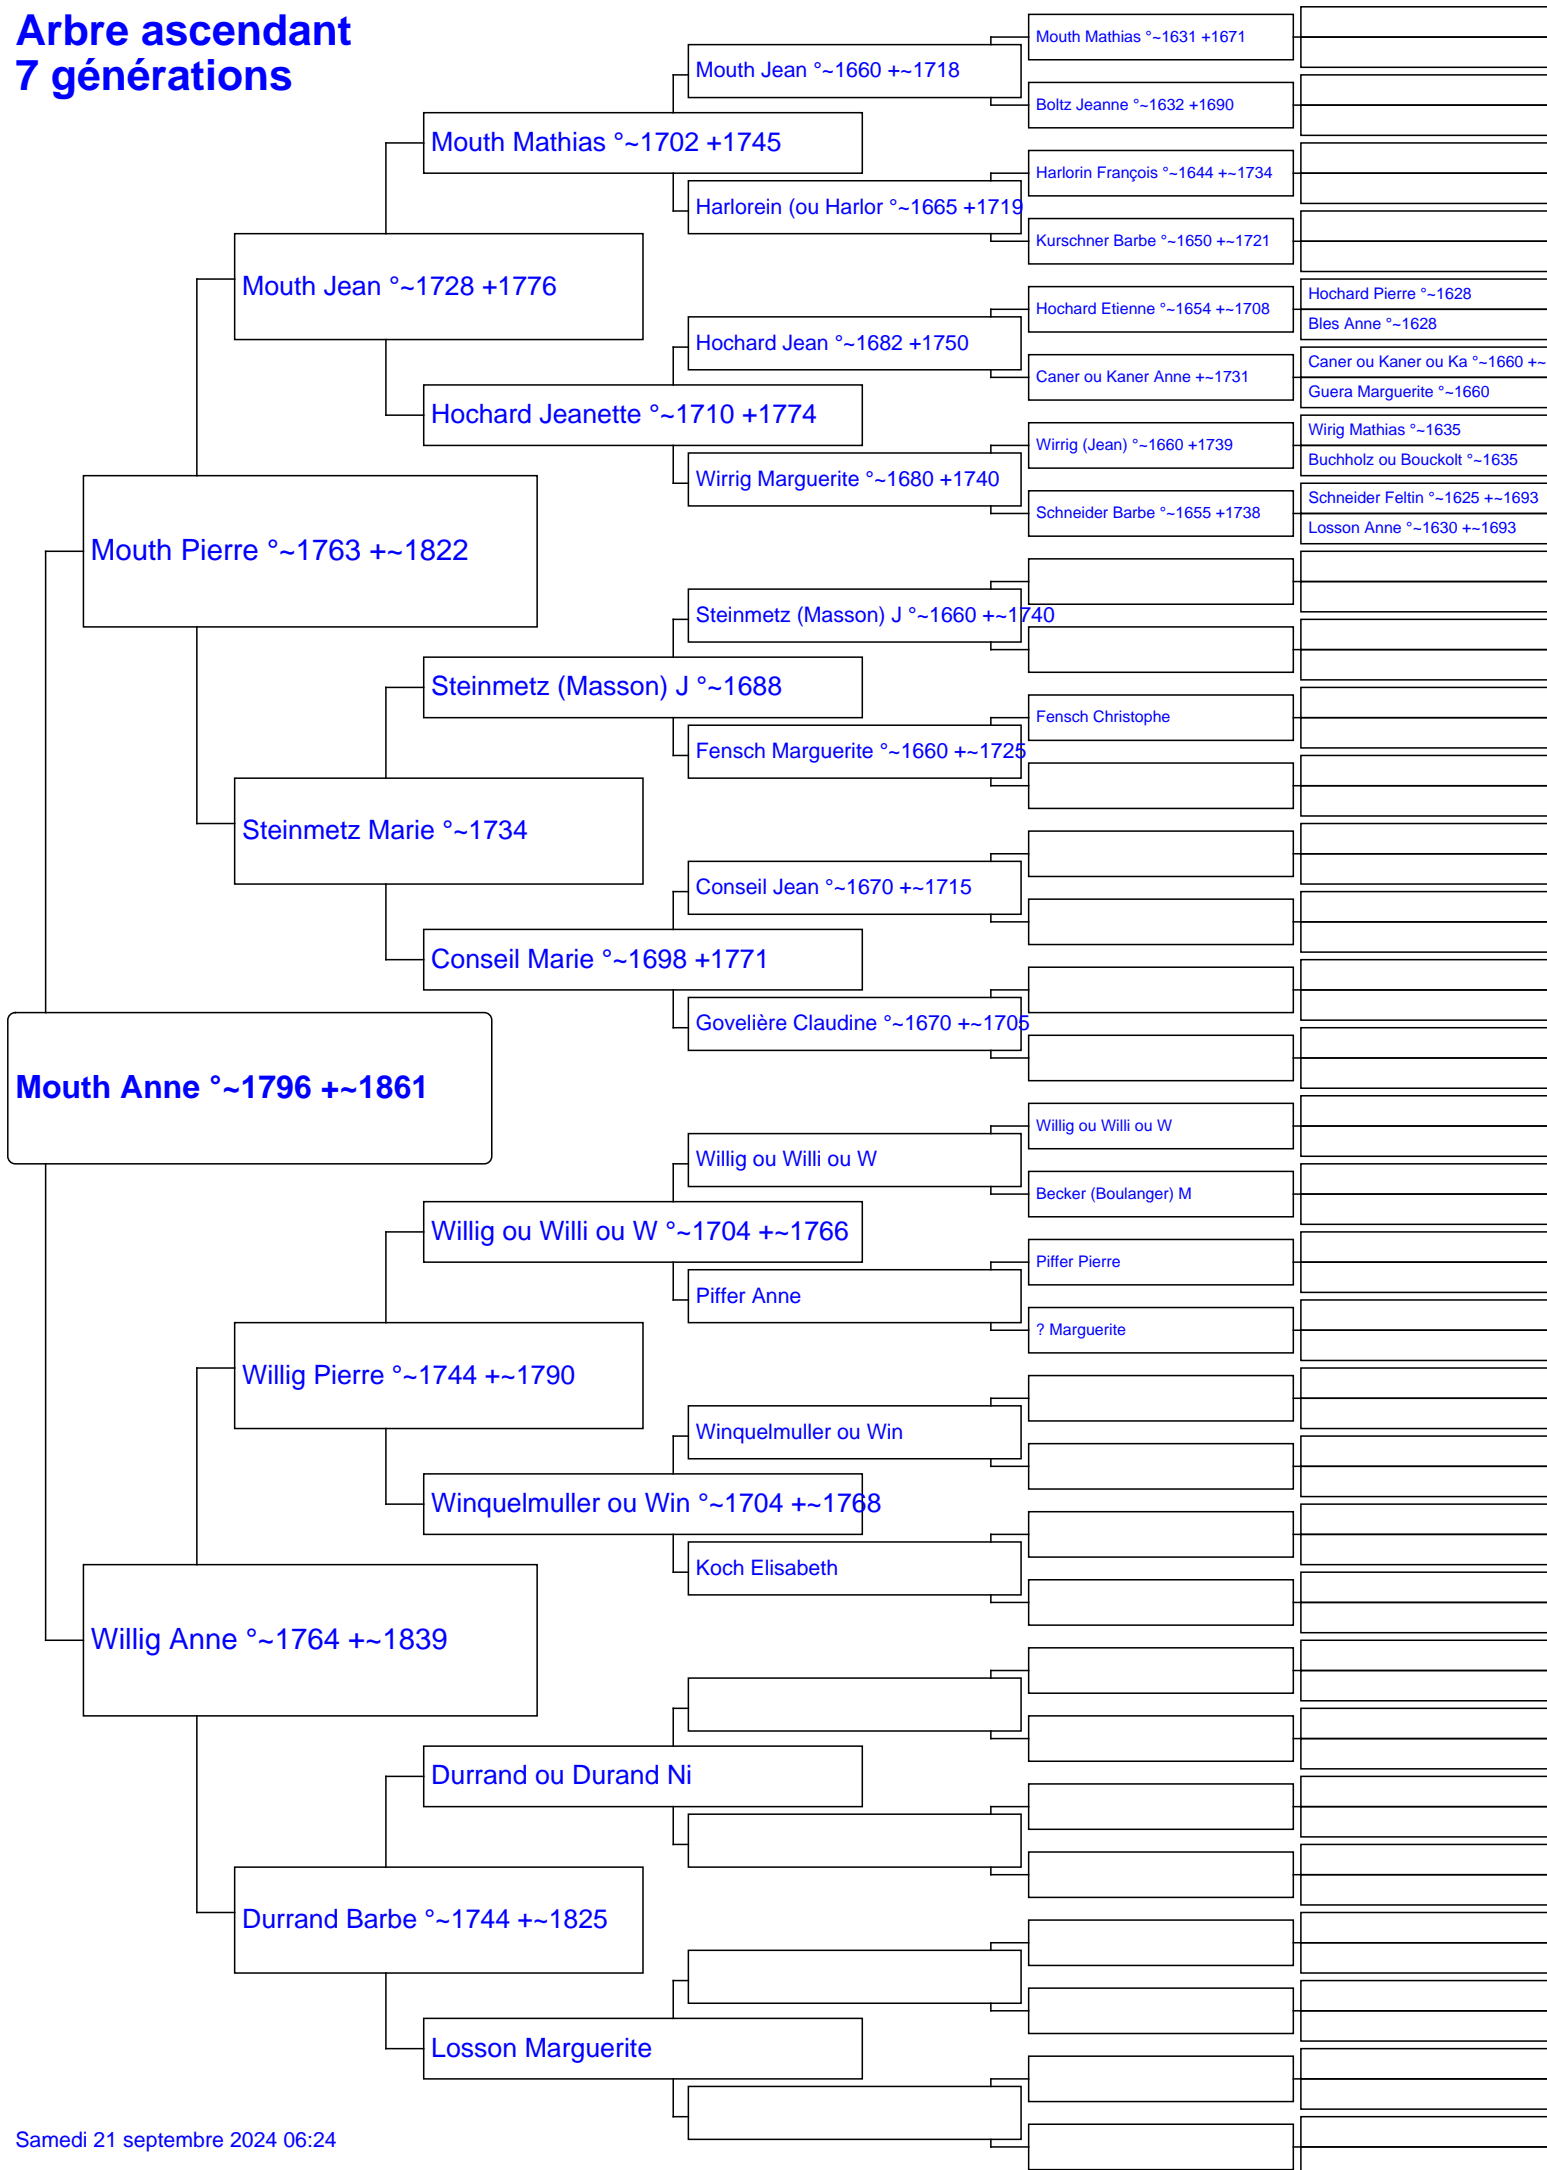 Arbre ascendant
7 générations
Mouth Mathias °~1631 +1671
Mouth Jean °~1660 +~1718
Boltz Jeanne °~1632 +1690
Mouth Mathias °~1702 +1745
Harlorin François °~1644 +~1734
Harlorein (ou Harlor °~1665 +1719
Kurschner Barbe °~1650 +~1721
Mouth Jean °~1728 +1776
Hochard Pierre °~1628
Hochard Etienne °~1654 +~1708
Bles Anne °~1628
Hochard Jean °~1682 +1750
Caner ou Kaner ou Ka °~1660 +~
Caner ou Kaner Anne +~1731
Guera Marguerite °~1660
Hochard Jeanette °~1710 +1774
Wirig Mathias °~1635
Wirrig (Jean) °~1660 +1739
Buchholz ou Bouckolt °~1635
Wirrig Marguerite °~1680 +1740
Schneider Feltin °~1625 +~1693
Schneider Barbe °~1655 +1738
Losson Anne °~1630 +~1693
Mouth Pierre °~1763 +~1822
Steinmetz (Masson) J °~1660 +~1740
Steinmetz (Masson) J °~1688
Fensch Christophe
Fensch Marguerite °~1660 +~1725
Steinmetz Marie °~1734
Conseil Jean °~1670 +~1715
Conseil Marie °~1698 +1771
Govelière Claudine °~1670 +~1705
Mouth Anne °~1796 +~1861
Willig ou Willi ou W
Willig ou Willi ou W
Becker (Boulanger) M
Willig ou Willi ou W °~1704 +~1766
Piffer Pierre
Piffer Anne
? Marguerite
Willig Pierre °~1744 +~1790
Winquelmuller ou Win
Winquelmuller ou Win °~1704 +~1768
Koch Elisabeth
Willig Anne °~1764 +~1839
Durrand ou Durand Ni
Durrand Barbe °~1744 +~1825
Losson Marguerite
Samedi 21 septembre 2024 06:24